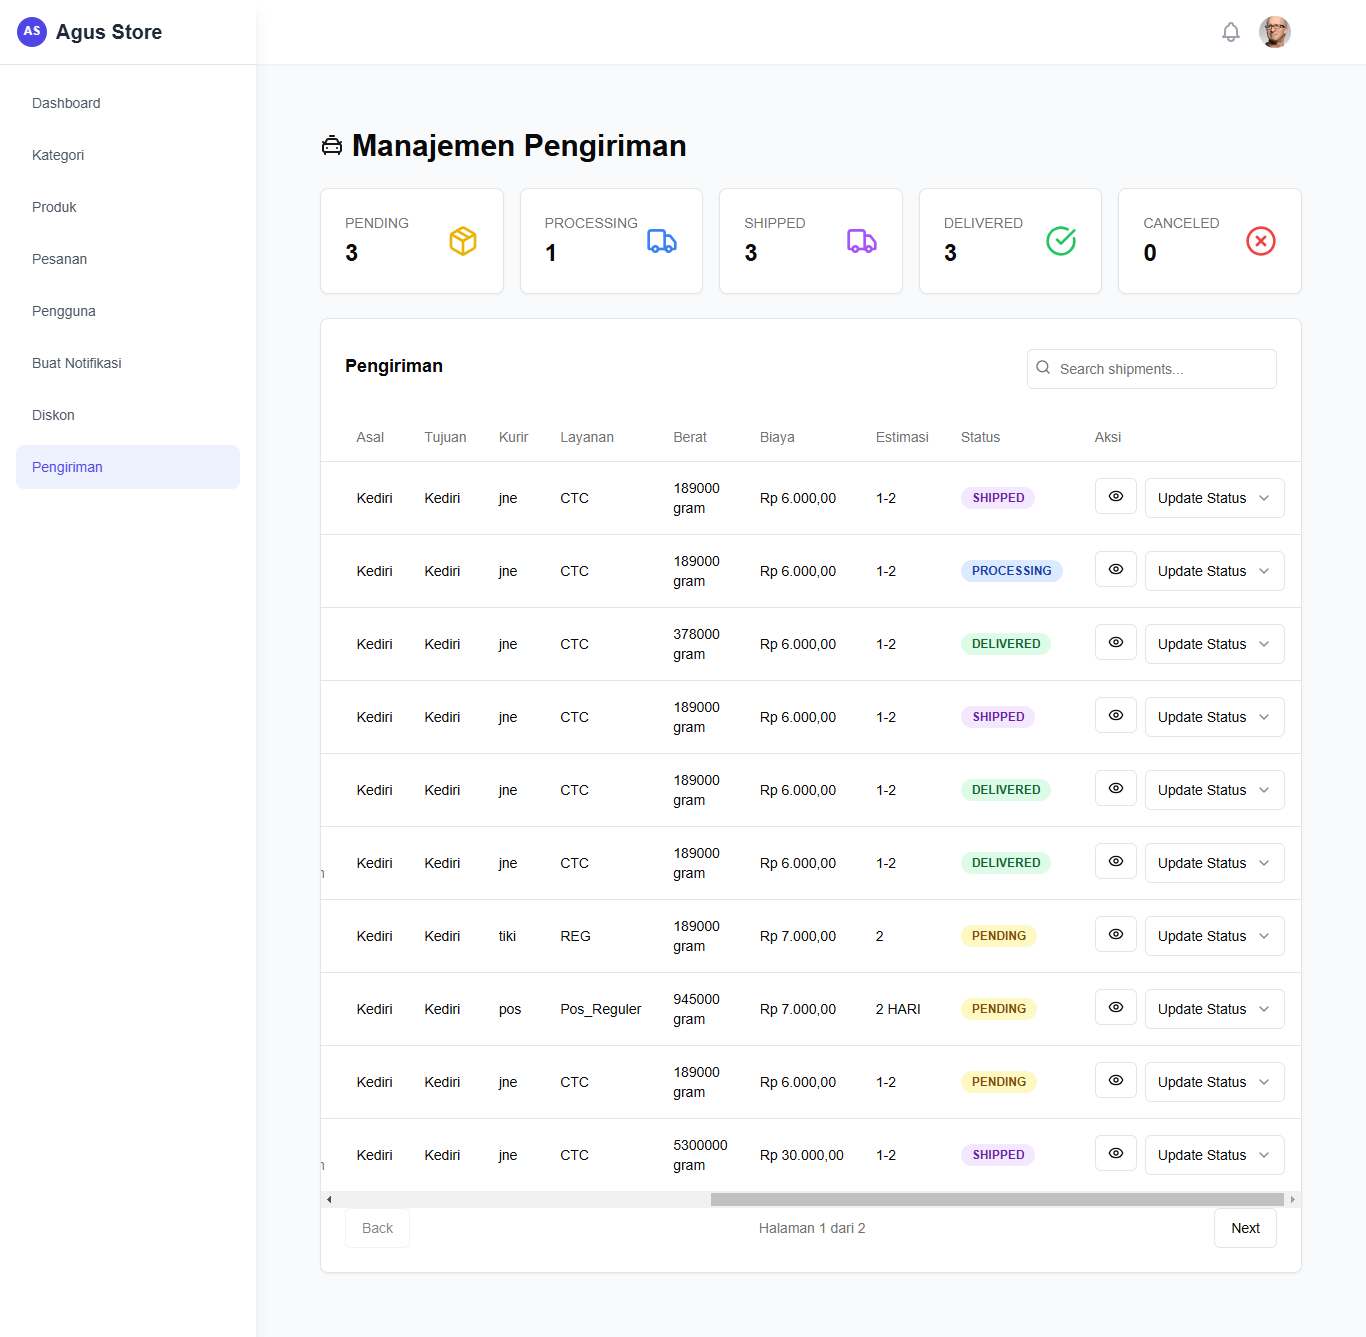 AS Agus Store
Dashboard
Kategori
Produk
Pesanan
Pengguna
Buat Notifikasi
Diskon
Pengiriman
Manajemen Pengiriman
PENDING
3
PROCESSING
1
SHIPPED
3
DELIVERED
3
CANCELED
0
Pengiriman
Search shipments...
Asal Tujuan Kurir Layanan Berat Biaya Estimasi Status Aksi
Kediri Kediri jne CTC 189000 gram Rp 6.000,00 1-2 SHIPPED Update Status
Kediri Kediri jne CTC 189000 gram Rp 6.000,00 1-2 PROCESSING Update Status
Kediri Kediri jne CTC 378000 gram Rp 6.000,00 1-2 DELIVERED Update Status
Kediri Kediri jne CTC 189000 gram Rp 6.000,00 1-2 SHIPPED Update Status
Kediri Kediri jne CTC 189000 gram Rp 6.000,00 1-2 DELIVERED Update Status
Kediri Kediri jne CTC 189000 gram Rp 6.000,00 1-2 DELIVERED Update Status
Kediri Kediri tiki REG 189000 gram Rp 7.000,00 2 PENDING Update Status
Kediri Kediri pos Pos_Reguler 945000 gram Rp 7.000,00 2 HARI PENDING Update Status
Kediri Kediri jne CTC 189000 gram Rp 6.000,00 1-2 PENDING Update Status
Kediri Kediri jne CTC 5300000 gram Rp 30.000,00 1-2 SHIPPED Update Status
Back
Halaman 1 dari 2
Next